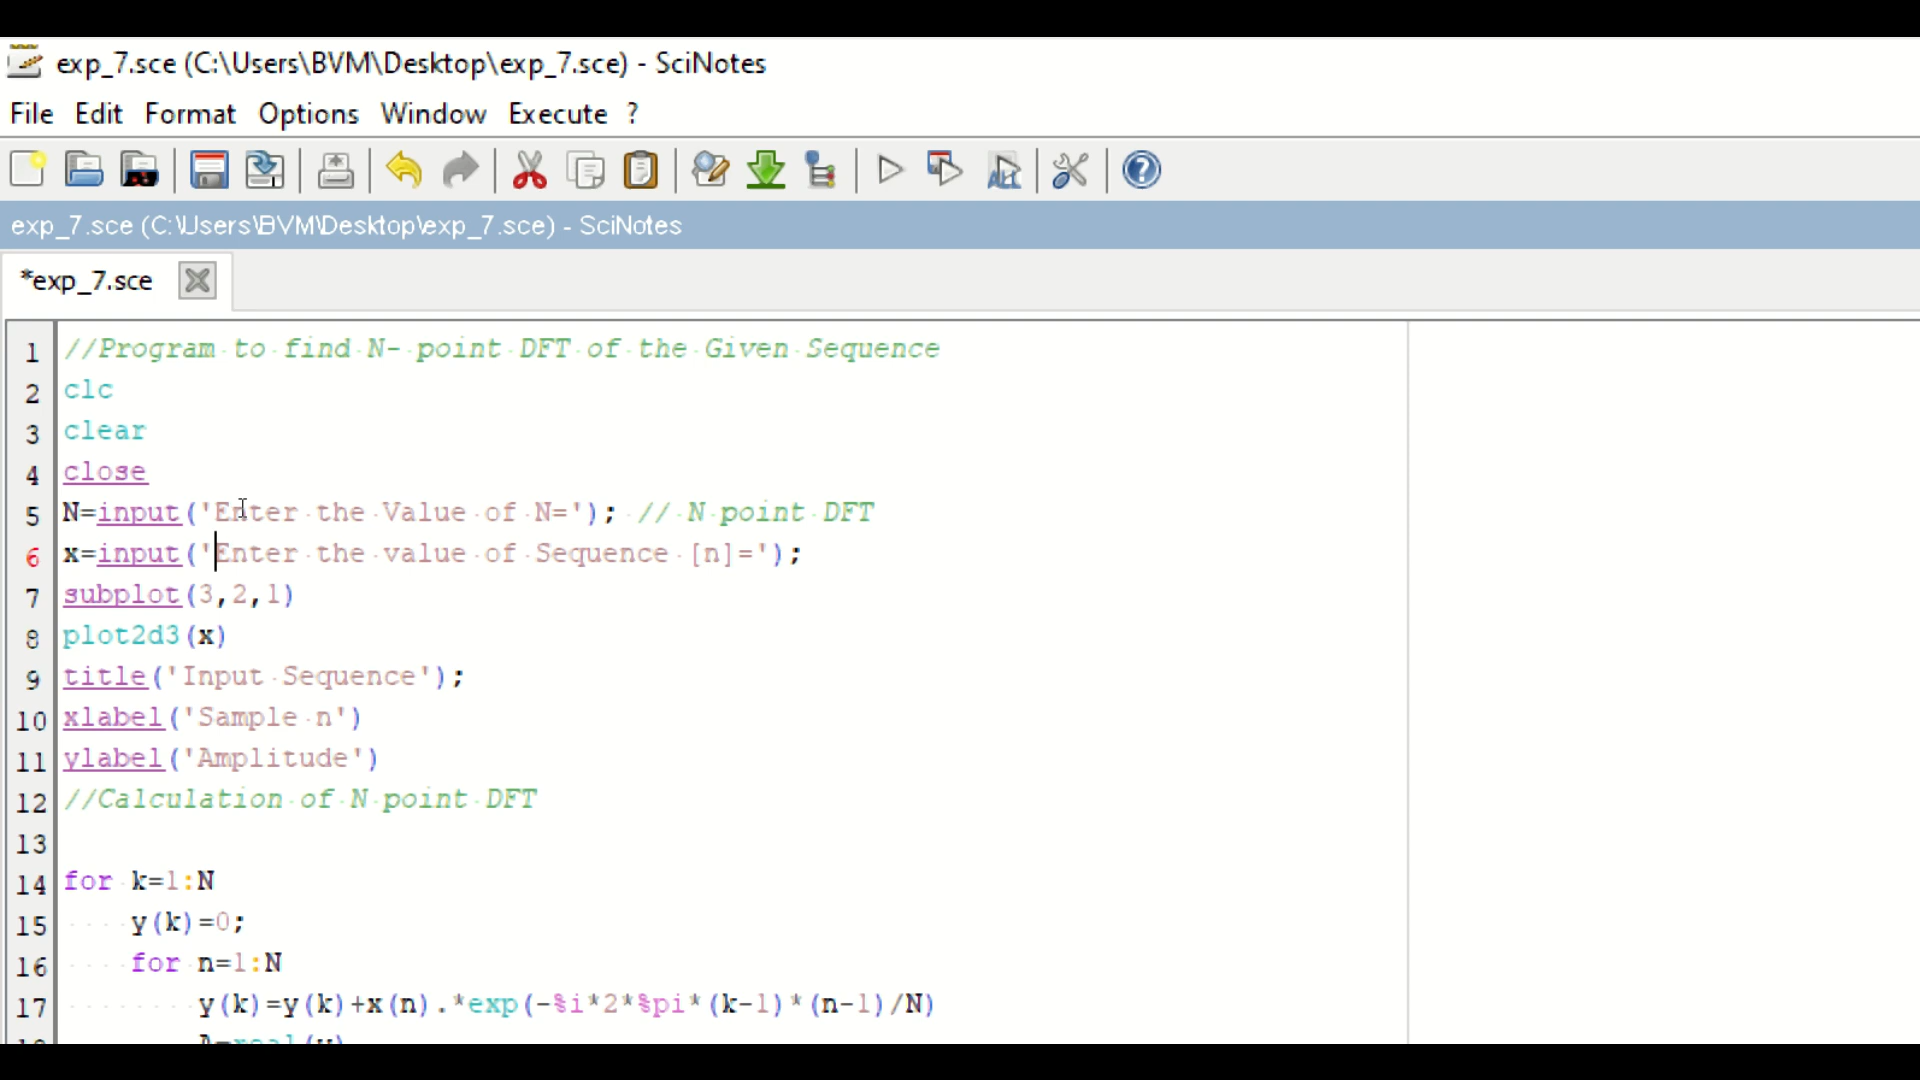 exp_7.sce (C:\Users\BVM\Desktop\exp_7.sce) - SciNotes
File Edit Format Options Window Execute ?
exp_7.sce (C:\Users\BVM\Desktop\exp_7.sce) - SciNotes
*exp_7.sce
1 //Program to find N- point DFT of the Given Sequence
2 clc
3 clear
4 close
5 N=input('Enter the Value of N='); // N point DFT
6 x=input('Enter the value of Sequence [n]=');
7 subplot(3,2,1)
8 plot2d3(x)
9 title('Input Sequence');
10 xlabel('Sample n')
11 ylabel('Amplitude')
12 //Calculation of N point DFT
13
14 for k=1:N
15 y(k)=0;
16 for n=1:N
17 y(k)=y(k)+x(n).*exp(-%i*2*%pi*(k-1)*(n-1)/N)